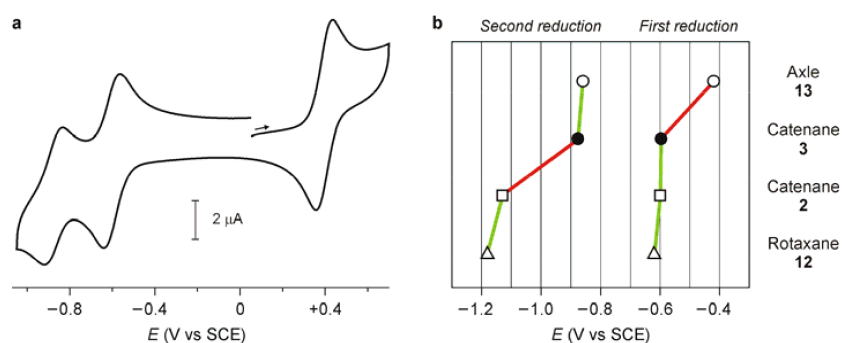 a
2 μA
−0.8 −0.4 0 +0.4
E (V vs SCE)
b
Second reduction First reduction
Axle
13
Catenane
3
Catenane
2
Rotaxane
12
−1.2 −1.0 −0.8 −0.6 −0.4
E (V vs SCE)